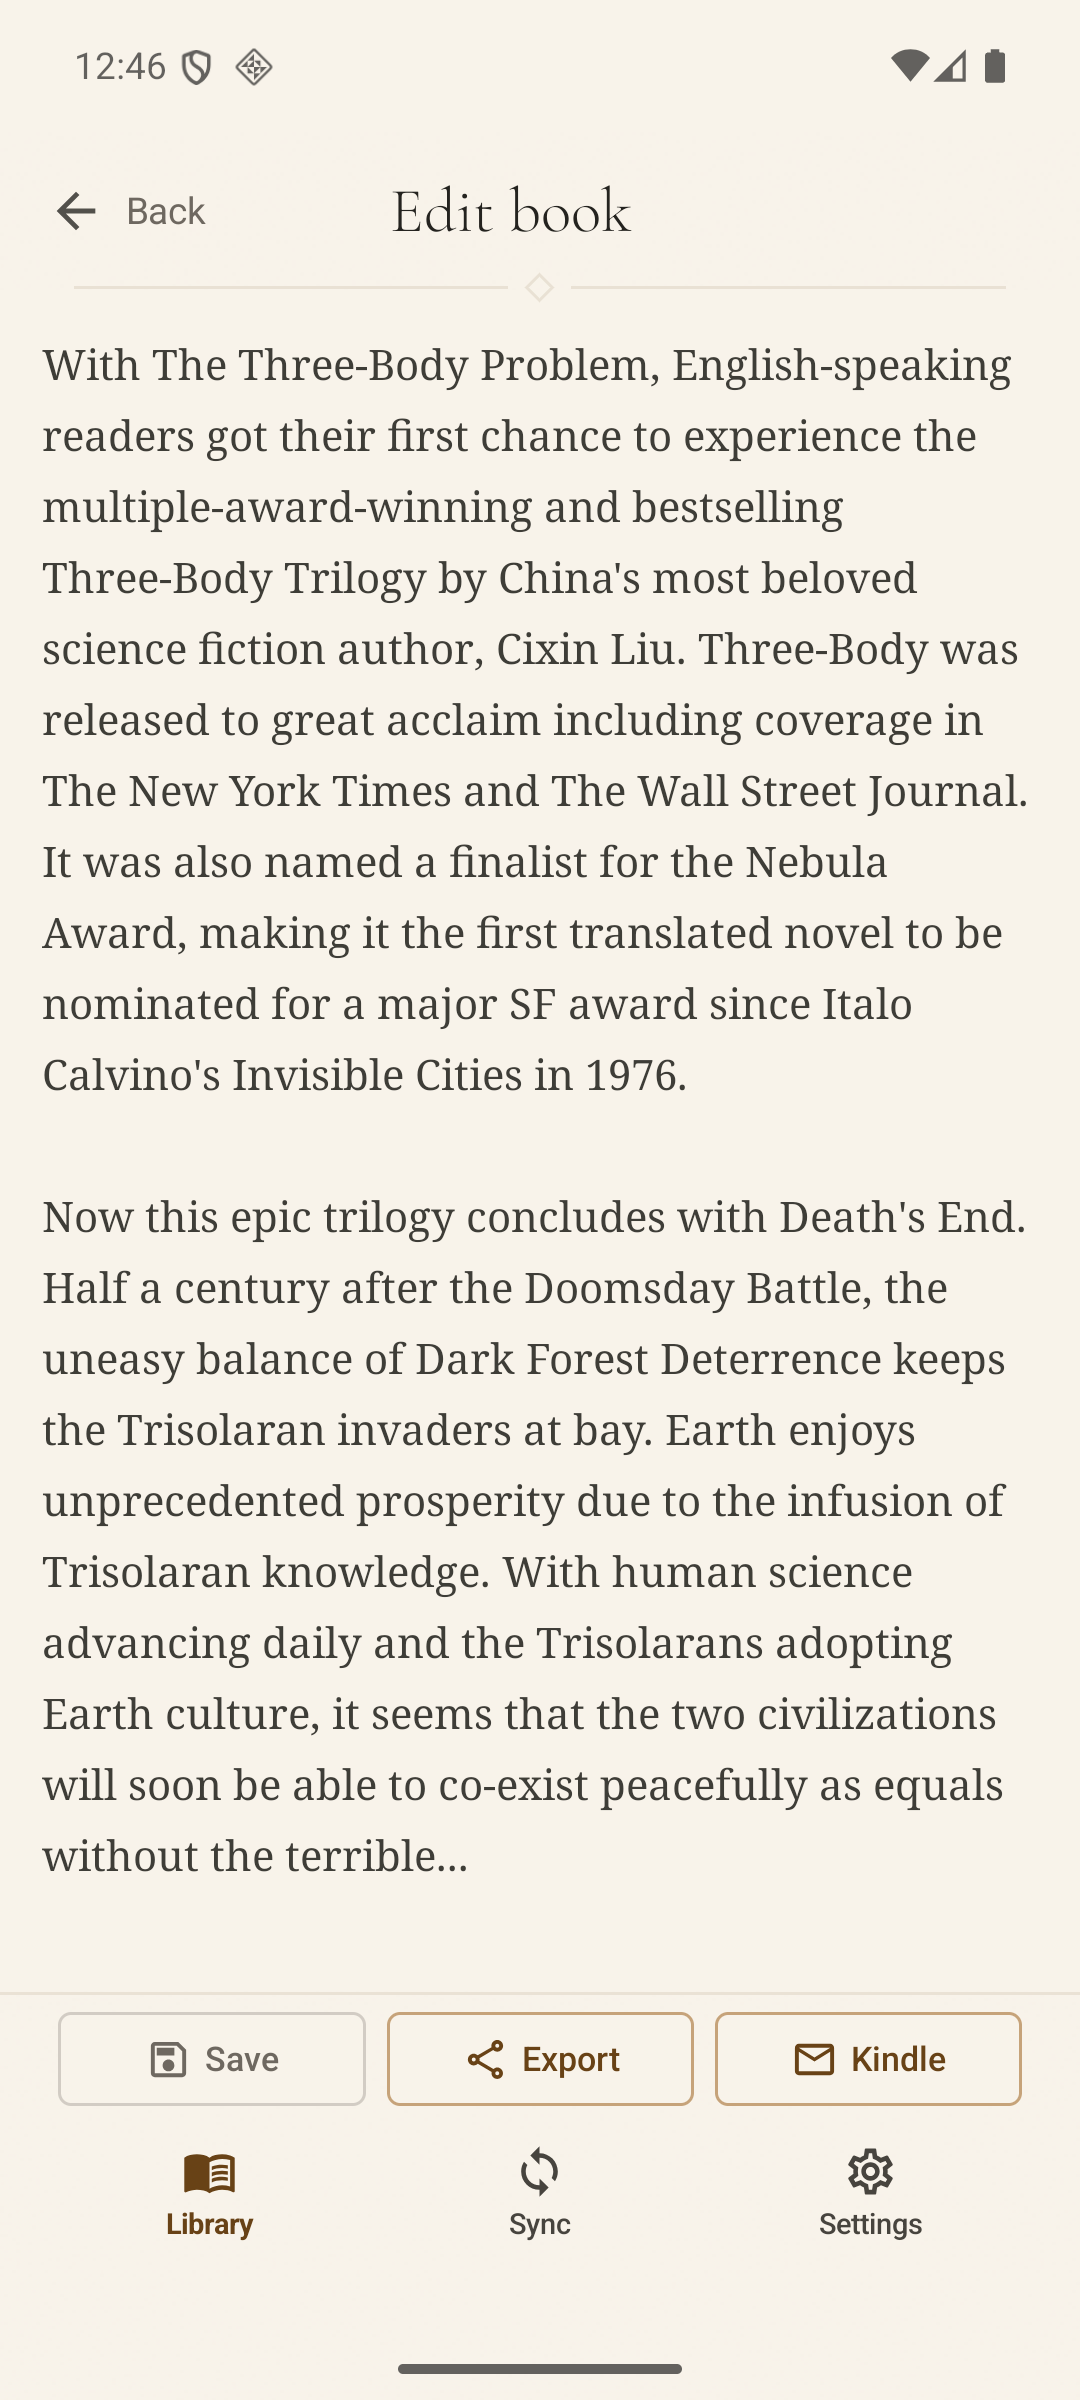 12:46
Back
Edit book
With The Three-Body Problem, English-speaking
readers got their first chance to experience the
multiple-award-winning and bestselling
Three-Body Trilogy by China's most beloved
science fiction author, Cixin Liu. Three-Body was
released to great acclaim including coverage in
The New York Times and The Wall Street Journal.
It was also named a finalist for the Nebula
Award, making it the first translated novel to be
nominated for a major SF award since Italo
Calvino's Invisible Cities in 1976.
Now this epic trilogy concludes with Death's End.
Half a century after the Doomsday Battle, the
uneasy balance of Dark Forest Deterrence keeps
the Trisolaran invaders at bay. Earth enjoys
unprecedented prosperity due to the infusion of
Trisolaran knowledge. With human science
advancing daily and the Trisolarans adopting
Earth culture, it seems that the two civilizations
will soon be able to co-exist peacefully as equals
without the terrible...
Save
Export
Kindle
Library
Sync
Settings